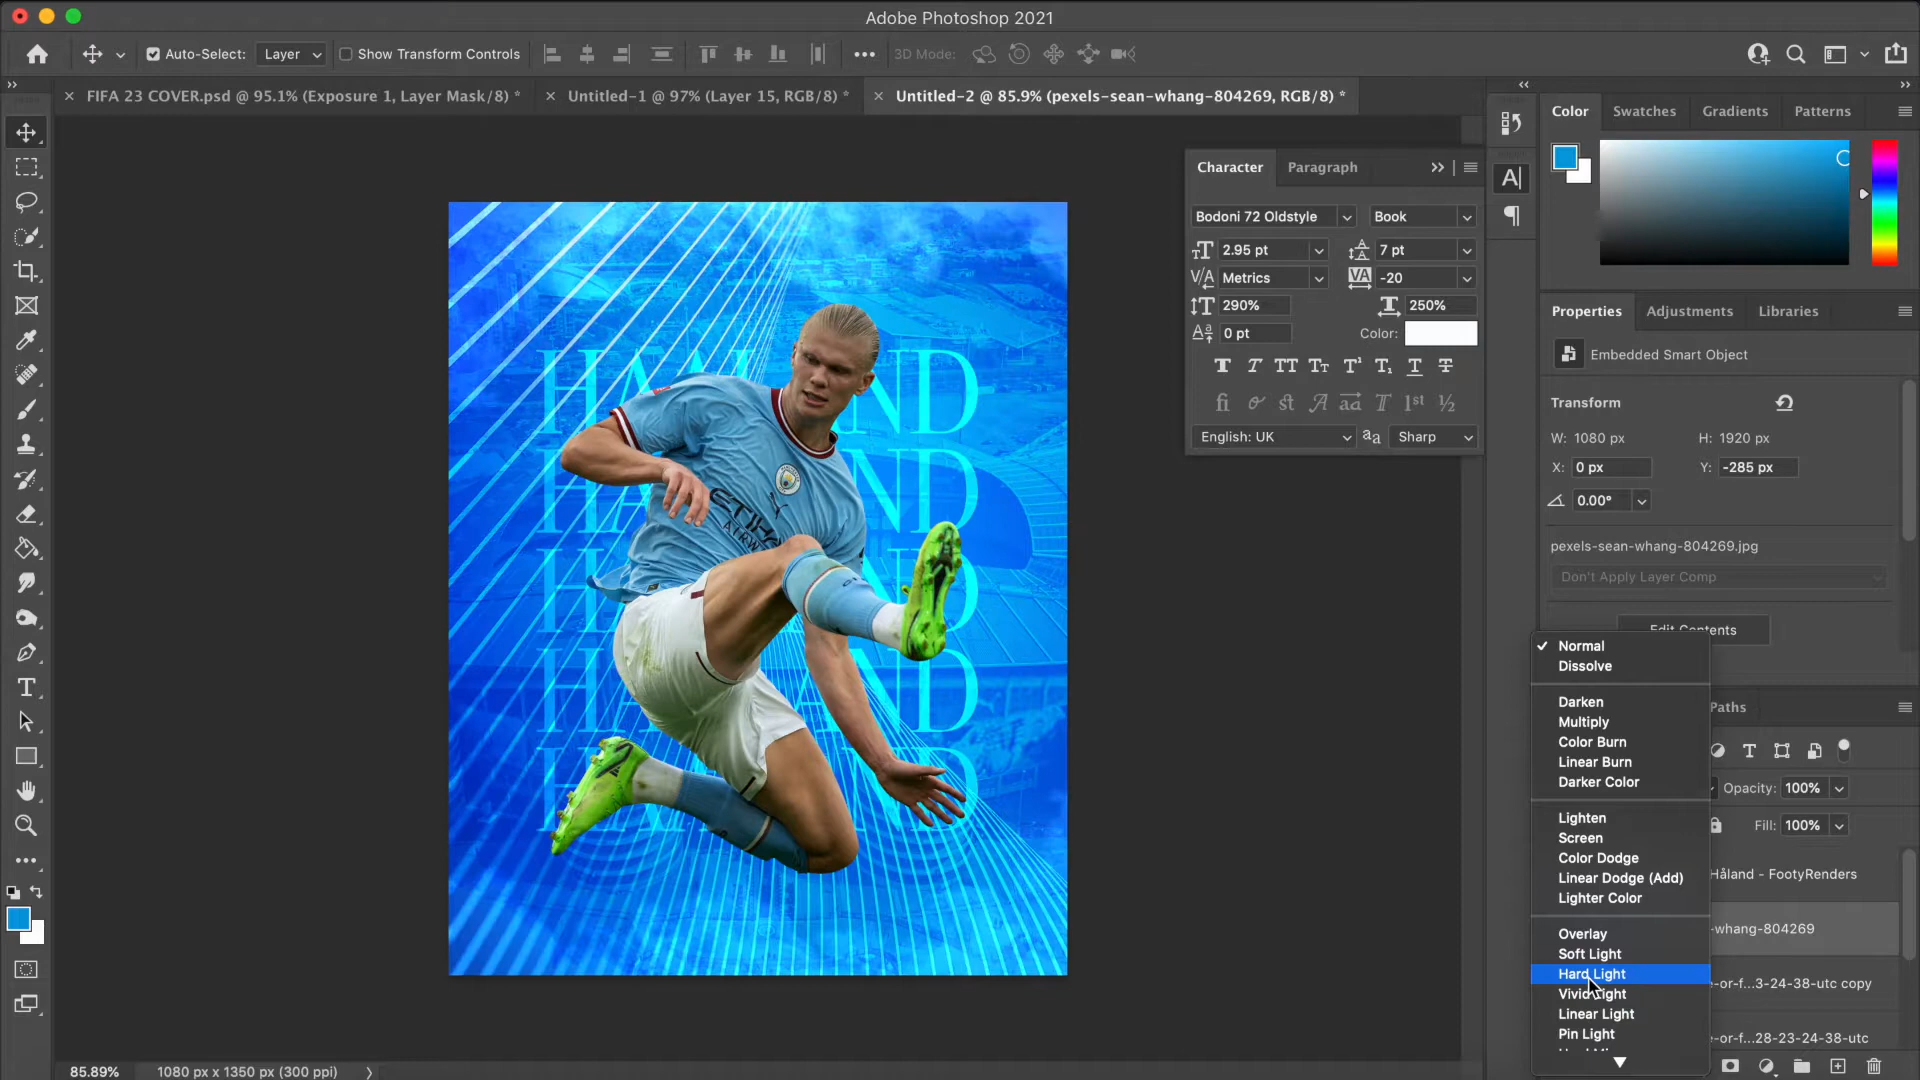 Adobe Photoshop 2021
Auto-Select: Layer Show Transform Controls 3D Mode:
FIFA 23 COVER.psd @ 95.1% (Exposure 1, Layer Mask/8) *
Untitled-1 @ 97% (Layer 15, RGB/8) *
Untitled-2 @ 85.9% (pexels-sean-whang-804269, RGB/8) *
Color Swatches Gradients Patterns
Character Paragraph
Bodoni 72 Oldstyle Book
2.95 pt 7 pt
Metrics -20
290% 250%
0 pt Color:
English: UK Sharp
Properties Adjustments Libraries
Embedded Smart Object
Transform
W: 1080 px H: 1920 px
X: 0 px Y: -285 px
0.00°
pexels-sean-whang-804269.jpg
Don't Apply Layer Comp
Edit Contents
Normal
Dissolve
Darken
Multiply
Color Burn
Linear Burn
Darker Color
Lighten
Screen
Color Dodge
Linear Dodge (Add)
Lighter Color
Overlay
Soft Light
Hard Light
Vivid Light
Linear Light
Pin Light
Paths
Opacity: 100%
Fill: 100%
Håland - FootyRenders
-whang-804269
e-or-f...3-24-38-utc copy
e-or-f...28-23-24-38-utc
ETIHAD
AIRWAYS
85.89% 1080 px x 1350 px (300 ppi)